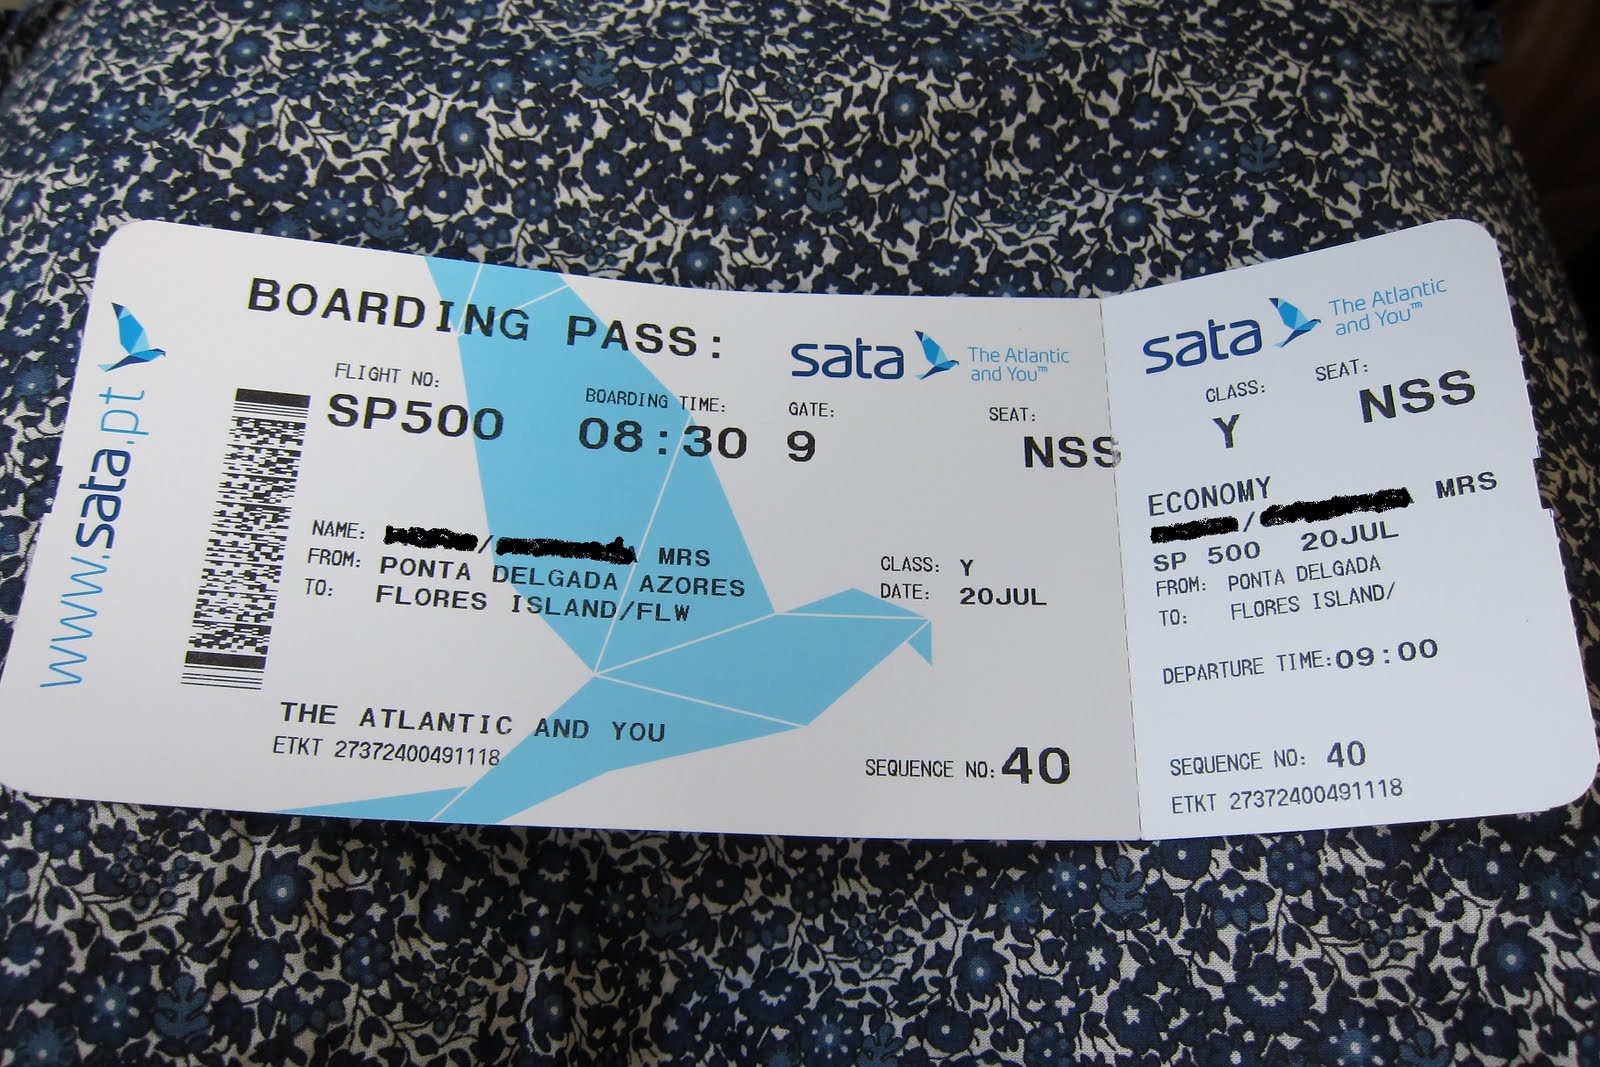 www.sata.pt
BOARDING PASS:
sata The Atlantic
and You™
FLIGHT NO: BOARDING TIME: GATE: SEAT:
SP500 08:30 9 NSS
NAME: / MRS
FROM: PONTA DELGADA AZORES
TO: FLORES ISLAND/FLW
CLASS: Y
DATE: 20JUL
THE ATLANTIC AND YOU
ETKT 27372400491118
SEQUENCE NO: 40
sata The Atlantic
and You™
CLASS: SEAT:
Y NSS
ECONOMY
/ MRS
SP 500 20JUL
FROM: PONTA DELGADA
TO: FLORES ISLAND/
DEPARTURE TIME: 09:00
SEQUENCE NO: 40
ETKT 27372400491118